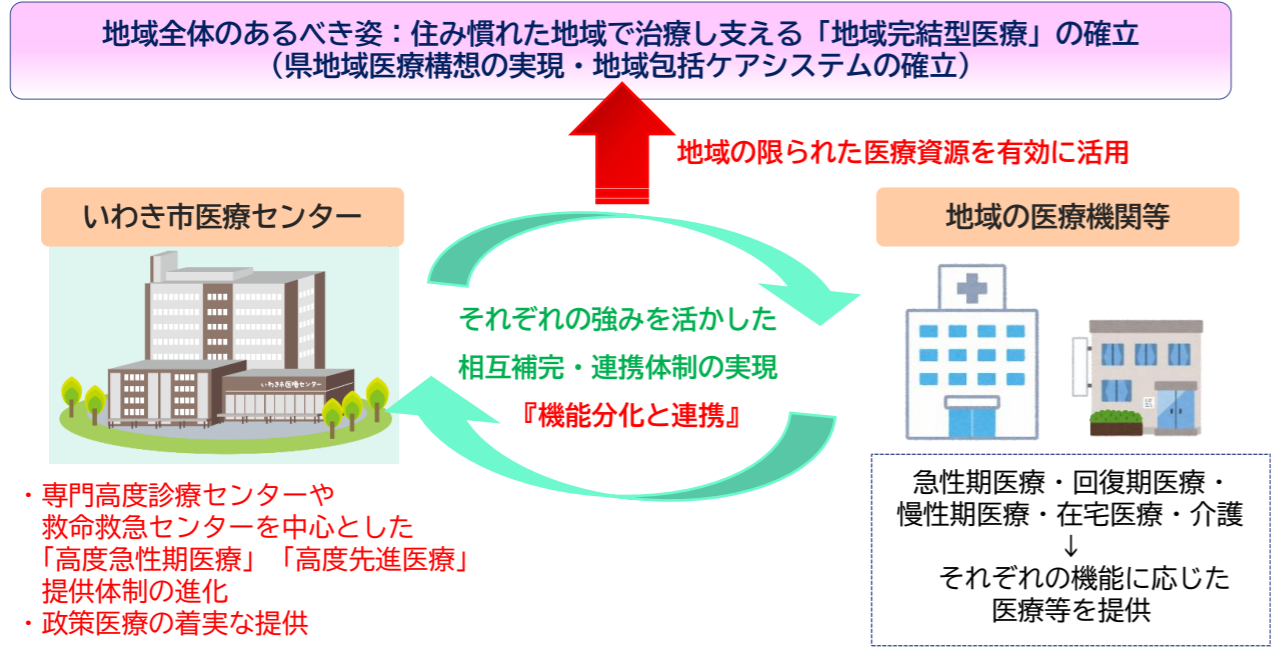 地域全体のあるべき姿：住み慣れた地域で治療し支える「地域完結型医療」の確立
（県地域医療構想の実現・地域包括ケアシステムの確立）
地域の限られた医療資源を有効に活用
いわき市医療センター
地域の医療機関等
それぞれの強みを活かした
相互補完・連携体制の実現
『機能分化と連携』
いわき市医療センター
・専門高度診療センターや
救命救急センターを中心とした
「高度急性期医療」「高度先進医療」
提供体制の進化
・政策医療の着実な提供
急性期医療・回復期医療・
慢性期医療・在宅医療・介護
↓
それぞれの機能に応じた
医療等を提供